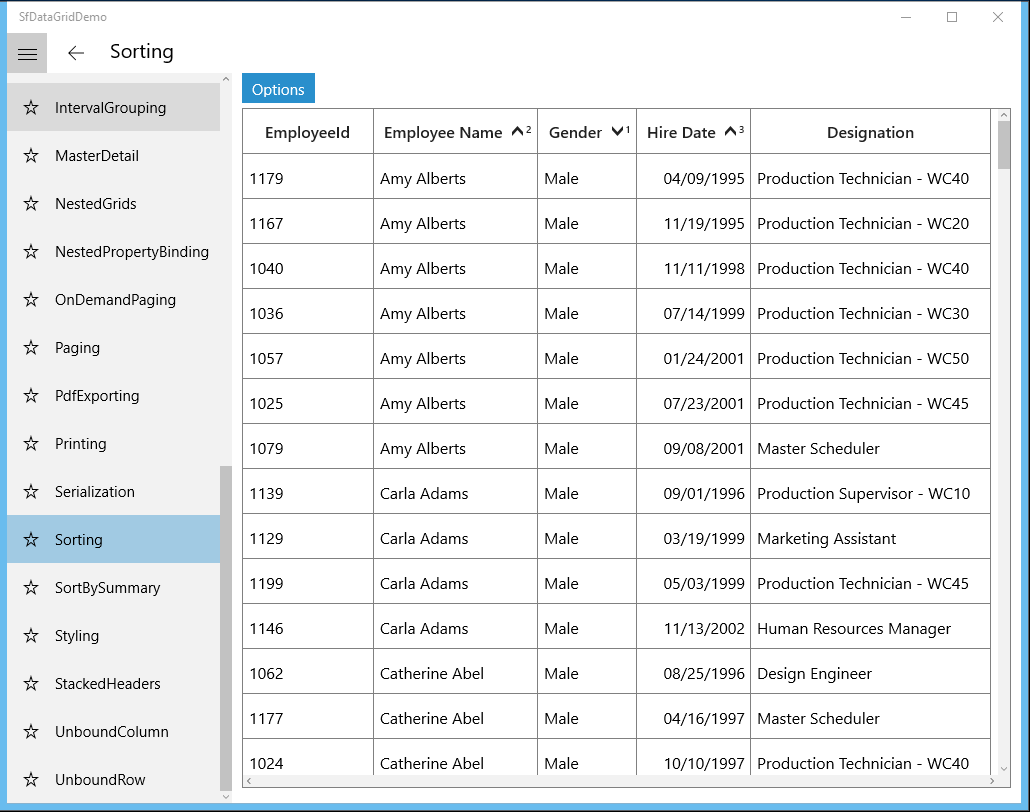 SfDataGridDemo
Sorting
IntervalGrouping
MasterDetail
NestedGrids
NestedPropertyBinding
OnDemandPaging
Paging
PdfExporting
Printing
Serialization
Sorting
SortBySummary
Styling
StackedHeaders
UnboundColumn
UnboundRow
Options
EmployeeId Employee Name 2 Gender 1 Hire Date 3 Designation
1179 Amy Alberts Male 04/09/1995 Production Technician - WC40
1167 Amy Alberts Male 11/19/1995 Production Technician - WC20
1040 Amy Alberts Male 11/11/1998 Production Technician - WC40
1036 Amy Alberts Male 07/14/1999 Production Technician - WC30
1057 Amy Alberts Male 01/24/2001 Production Technician - WC50
1025 Amy Alberts Male 07/23/2001 Production Technician - WC45
1079 Amy Alberts Male 09/08/2001 Master Scheduler
1139 Carla Adams Male 09/01/1996 Production Supervisor - WC10
1129 Carla Adams Male 03/19/1999 Marketing Assistant
1199 Carla Adams Male 05/03/1999 Production Technician - WC45
1146 Carla Adams Male 11/13/2002 Human Resources Manager
1062 Catherine Abel Male 08/25/1996 Design Engineer
1177 Catherine Abel Male 04/16/1997 Master Scheduler
1024 Catherine Abel Male 10/10/1997 Production Technician - WC40